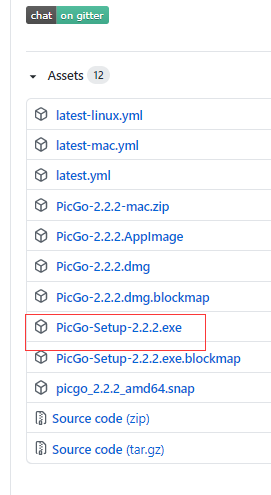 chat on gitter
Assets 12
latest-linux.yml
latest-mac.yml
latest.yml
PicGo-2.2.2-mac.zip
PicGo-2.2.2.AppImage
PicGo-2.2.2.dmg
PicGo-2.2.2.dmg.blockmap
PicGo-Setup-2.2.2.exe
PicGo-Setup-2.2.2.exe.blockmap
picgo_2.2.2_amd64.snap
Source code (zip)
Source code (tar.gz)